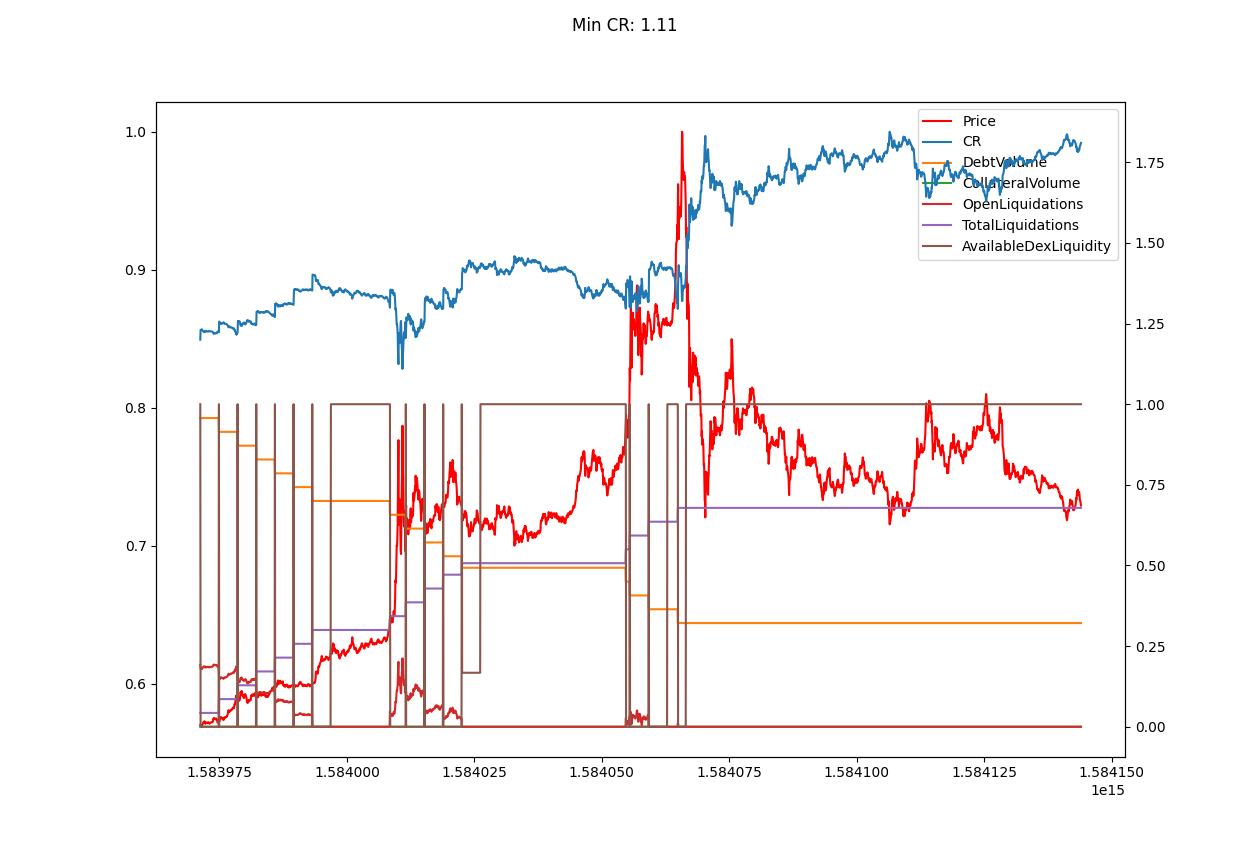 Min CR: 1.11
1.0
0.9
0.8
0.7
0.6
Price
CR
DebtVolume
CollateralVolume
OpenLiquidations
TotalLiquidations
AvailableDexLiquidity
1.75
1.50
1.25
1.00
0.75
0.50
0.25
0.00
1.583975 1.584000 1.584025 1.584050 1.584075 1.584100 1.584125 1.584150
1e15